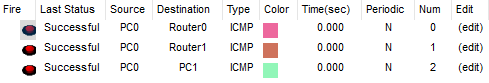 Fire Last Status Source Destination Type Color Time(sec) Periodic Num Edit
Successful PC0 Router0 ICMP 0.000 N 0 (edit)
Successful PC0 Router1 ICMP 0.000 N 1 (edit)
Successful PC0 PC1 ICMP 0.000 N 2 (edit)